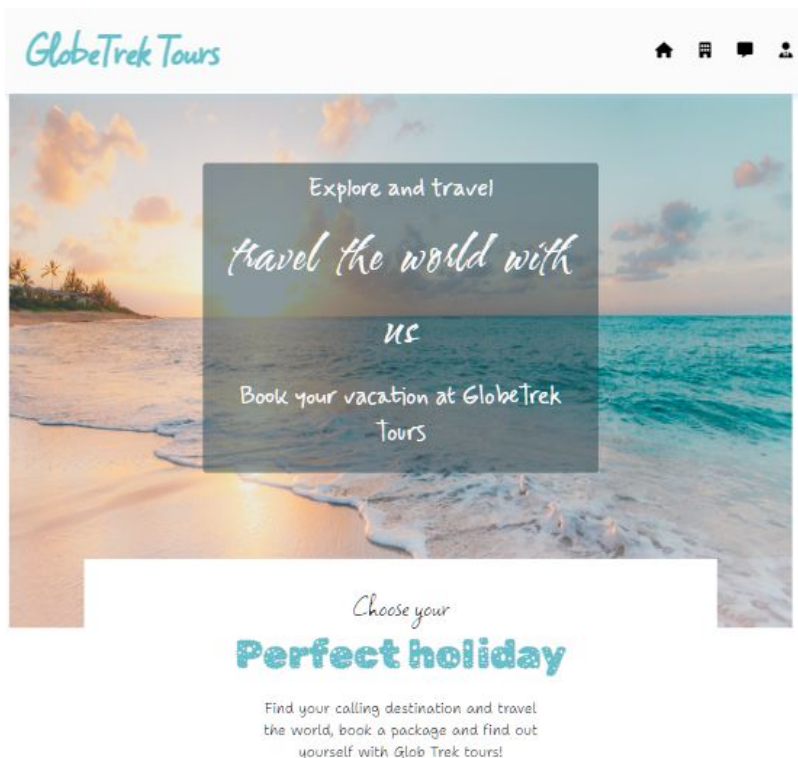 GlobeTrek Tours
Explore and travel
travel the world with
us
Book your vacation at GlobeTrek
Tours
Choose your
Perfect holiday
Find your calling destination and travel
the world, book a package and find out
yourself with Glob Trek tours!